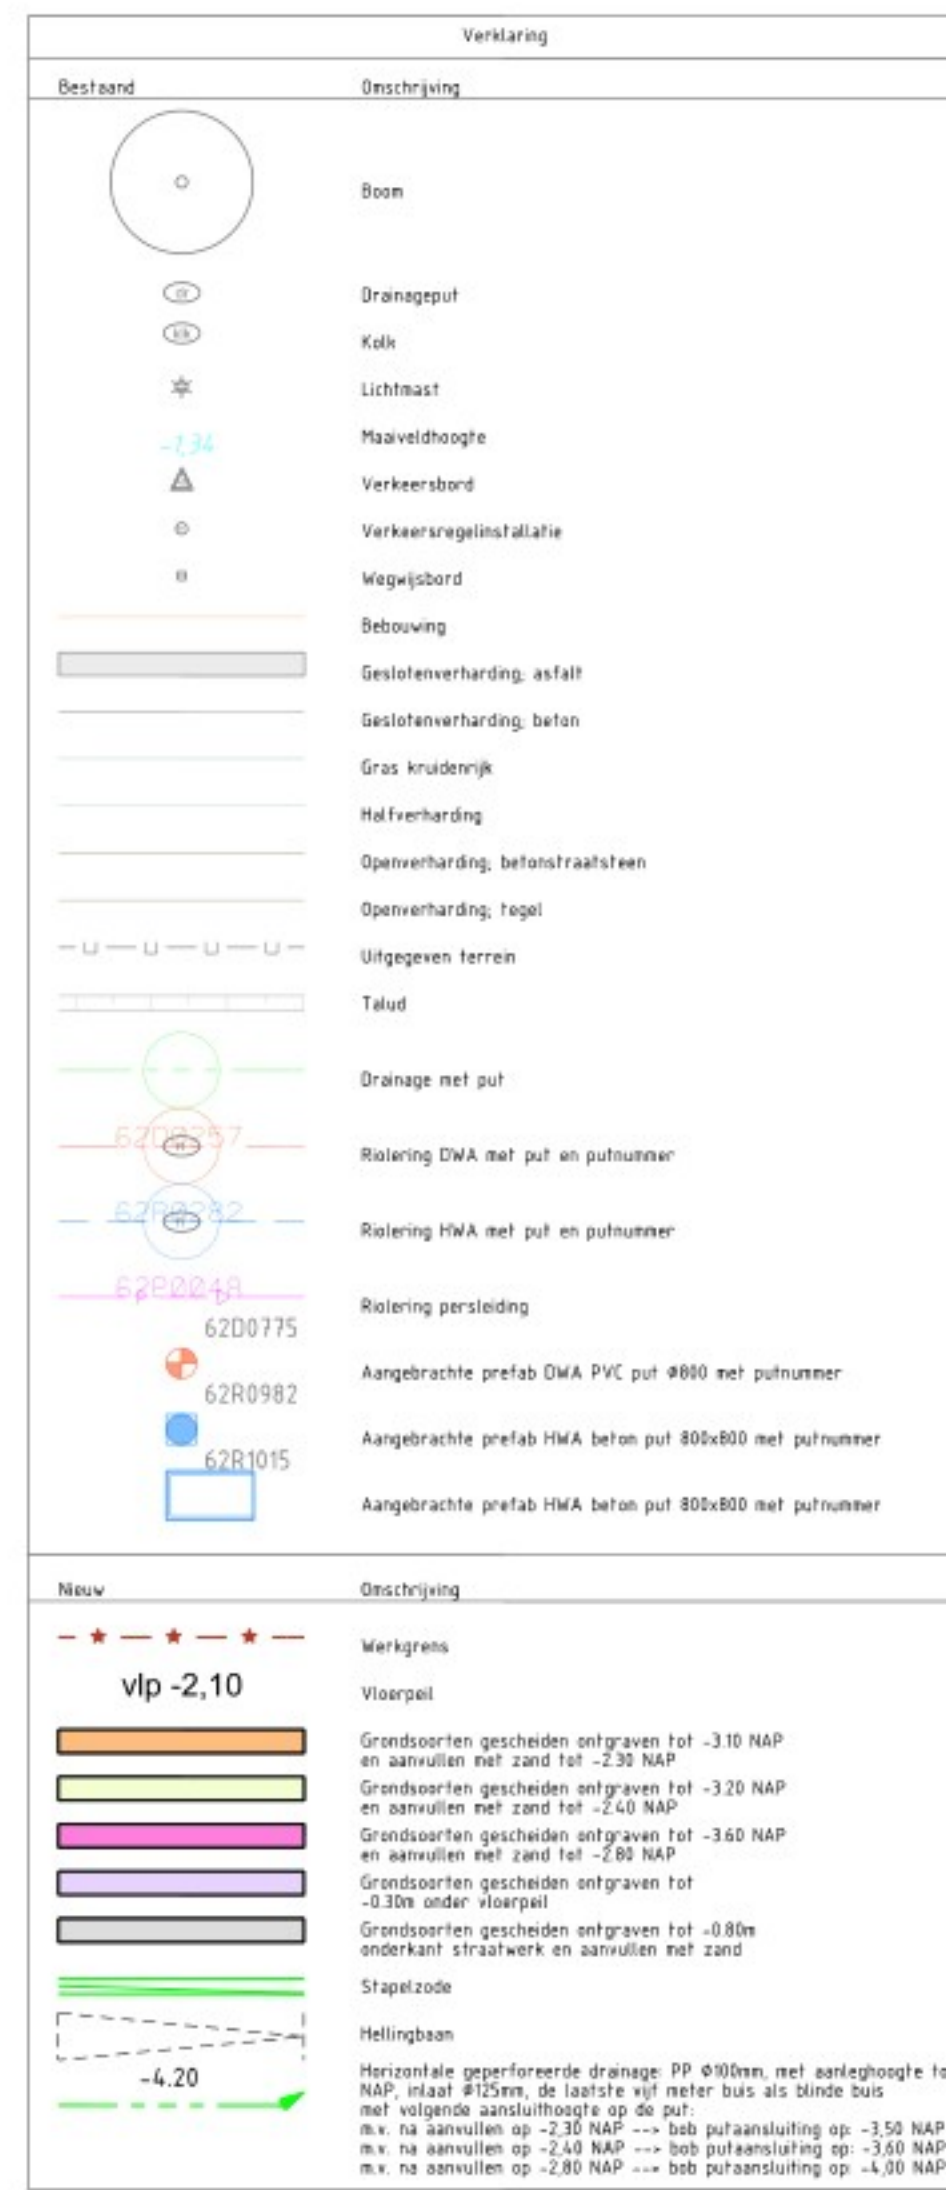 Verklaring
Bestaand Omschrijving
Boom
dr Drainageput
kolk Kolk
Lichtmast
-1,34 Maaiveldhoogte
Verkeersbord
Verkeersregelinstallatie
Wegwijsbord
Bebouwing
Geslotenverharding; asfalt
Geslotenverharding; beton
Gras kruidenrijk
Halfverharding
Openverharding; betonstraatsteen
Openverharding; tegel
Uitgegeven terrein
Talud
Drainage met put
62D0257
Riolering DWA met put en putnummer
62R0282
Riolering HWA met put en putnummer
62P004A
Riolering persleiding
62D0775
Aangebrachte prefab DWA PVC put Ø800 met putnummer
62R0982
Aangebrachte prefab HWA beton put 800x800 met putnummer
62R1015
Aangebrachte prefab HWA beton put 800x800 met putnummer
Nieuw Omschrijving
Werkgrens
vlp -2,10 Vloerpeil
Grondsoorten gescheiden ontgraven tot -3.10 NAP
en aanvullen met zand tot -2.30 NAP
Grondsoorten gescheiden ontgraven tot -3.20 NAP
en aanvullen met zand tot -2.40 NAP
Grondsoorten gescheiden ontgraven tot -3.60 NAP
en aanvullen met zand tot -2.80 NAP
Grondsoorten gescheiden ontgraven tot
-0.30m onder vloerpeil
Grondsoorten gescheiden ontgraven tot -0.80m
onderkant straatwerk en aanvullen met zand
Stapelzode
Hellingbaan
-4.20
Horizontale geperforeerde drainage: PP Ø100mm, met aanleghoogte to
NAP, inlaat Ø125mm, de laatste vijf meter buis als blinde buis
met volgende aansluithoogte op de put:
m.v. na aanvullen op -2,30 NAP --> bob putaansluiting op: -3,50 NAP
m.v. na aanvullen op -2,40 NAP --> bob putaansluiting op: -3,60 NAP
m.v. na aanvullen op -2,80 NAP --> bob putaansluiting op: -4,00 NAP